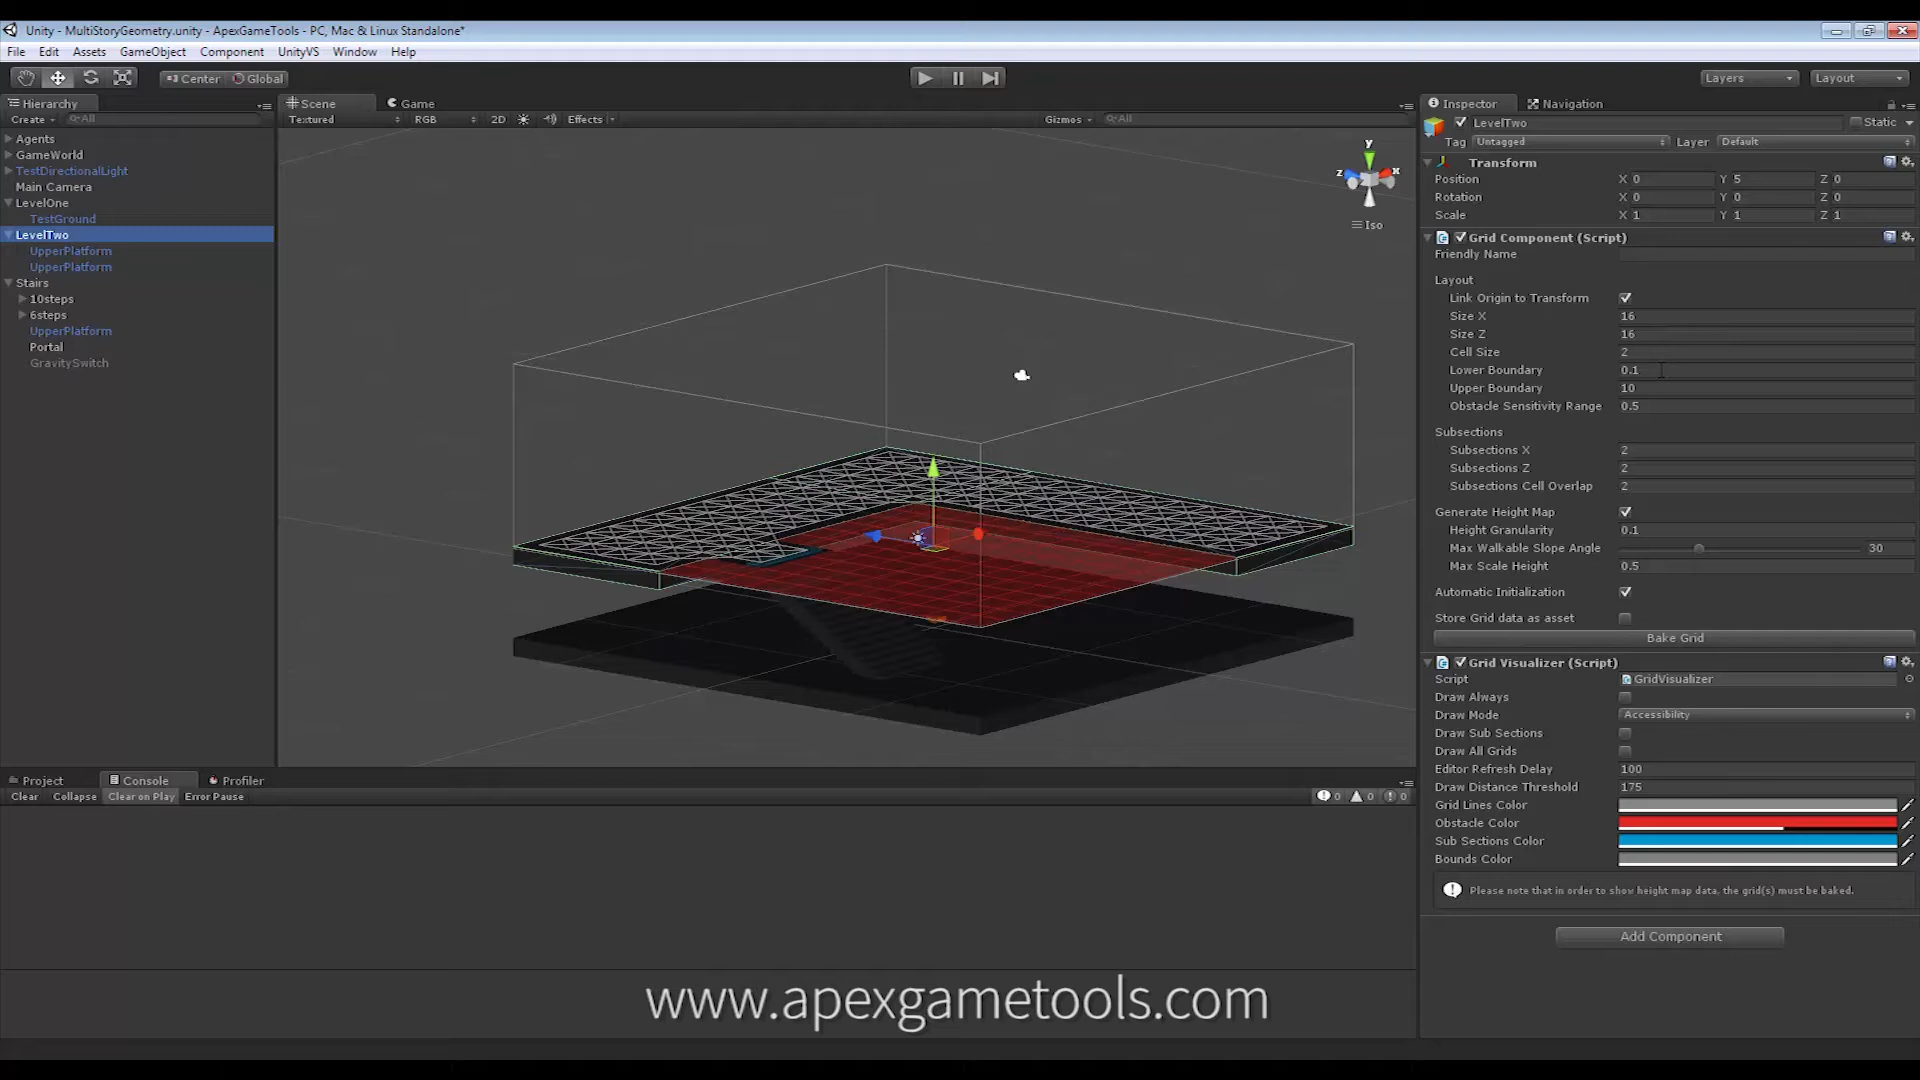 Unity - MultiStoryGeometry.unity - ApexGameTools - PC, Mac & Linux Standalone*
File Edit Assets GameObject Component UnityVS Window Help
Center Global Layers Layout
Hierarchy
Create All
Agents
GameWorld
TestDirectionalLight
Main Camera
LevelOne
TestGround
LevelTwo
UpperPlatform
UpperPlatform
Stairs
10steps
6steps
UpperPlatform
Portal
GravitySwitch
Scene Game
Textured RGB 2D Effects Gizmos All
y
z x
Iso
Inspector Navigation
LevelTwo Static
Tag Untagged Layer Default
Transform
Position X 0 Y 5 Z 0
Rotation X 0 Y 0 Z 0
Scale X 1 Y 1 Z 1
Grid Component (Script)
Friendly Name
Layout
Link Origin to Transform
Size X 16
Size Z 16
Cell Size 2
Lower Boundary 0.1
Upper Boundary 10
Obstacle Sensitivity Range 0.5
Subsections
Subsections X 2
Subsections Z 2
Subsections Cell Overlap 2
Generate Height Map
Height Granularity 0.1
Max Walkable Slope Angle 30
Max Scale Height 0.5
Automatic Initialization
Store Grid data as asset
Bake Grid
Grid Visualizer (Script)
Script GridVisualizer
Draw Always
Draw Mode Accessibility
Draw Sub Sections
Draw All Grids
Editor Refresh Delay 100
Draw Distance Threshold 175
Grid Lines Color
Obstacle Color
Sub Sections Color
Bounds Color
Please note that in order to show height map data, the grid(s) must be baked.
Add Component
Project Console Profiler
Clear Collapse Clear on Play Error Pause 0 0 0
www.apexgametools.com